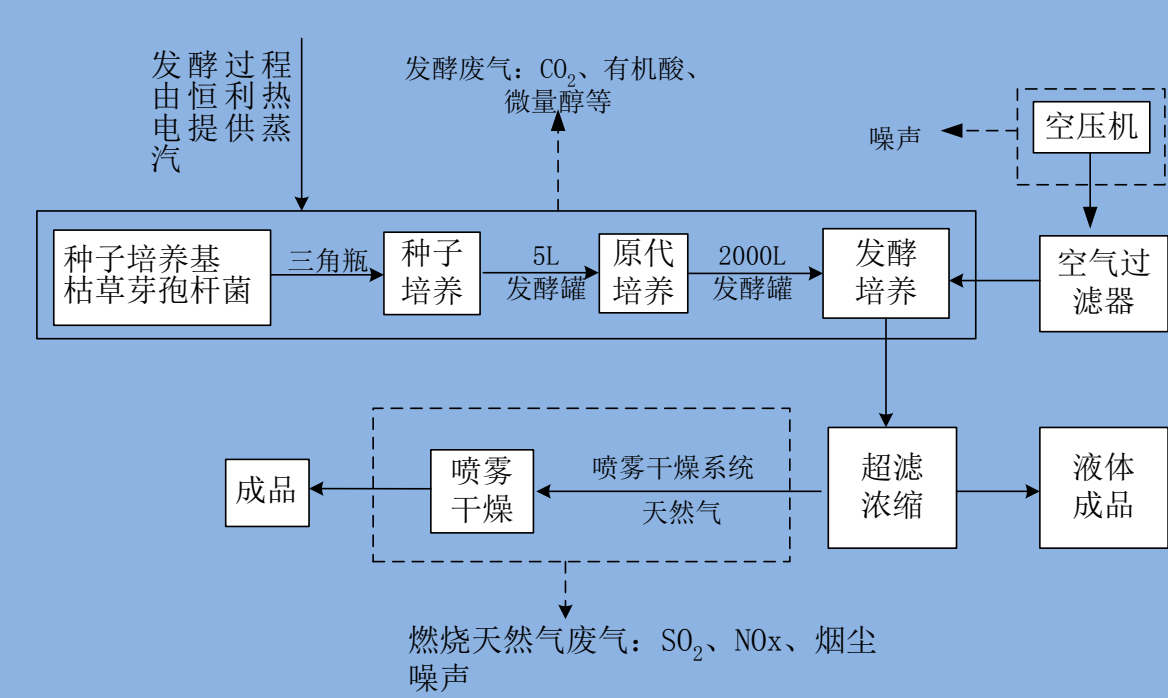 发酵过程
由恒利热
电提供蒸
汽
发酵废气：CO₂、有机酸、
微量醇等
噪声
空压机
种子培养基
枯草芽孢杆菌
三角瓶
种子
培养
5L
发酵罐
原代
培养
2000L
发酵罐
发酵
培养
空气过
滤器
成品
喷雾
干燥
喷雾干燥系统
天然气
超滤
浓缩
液体
成品
燃烧天然气废气：SO₂、NOx、烟尘
噪声